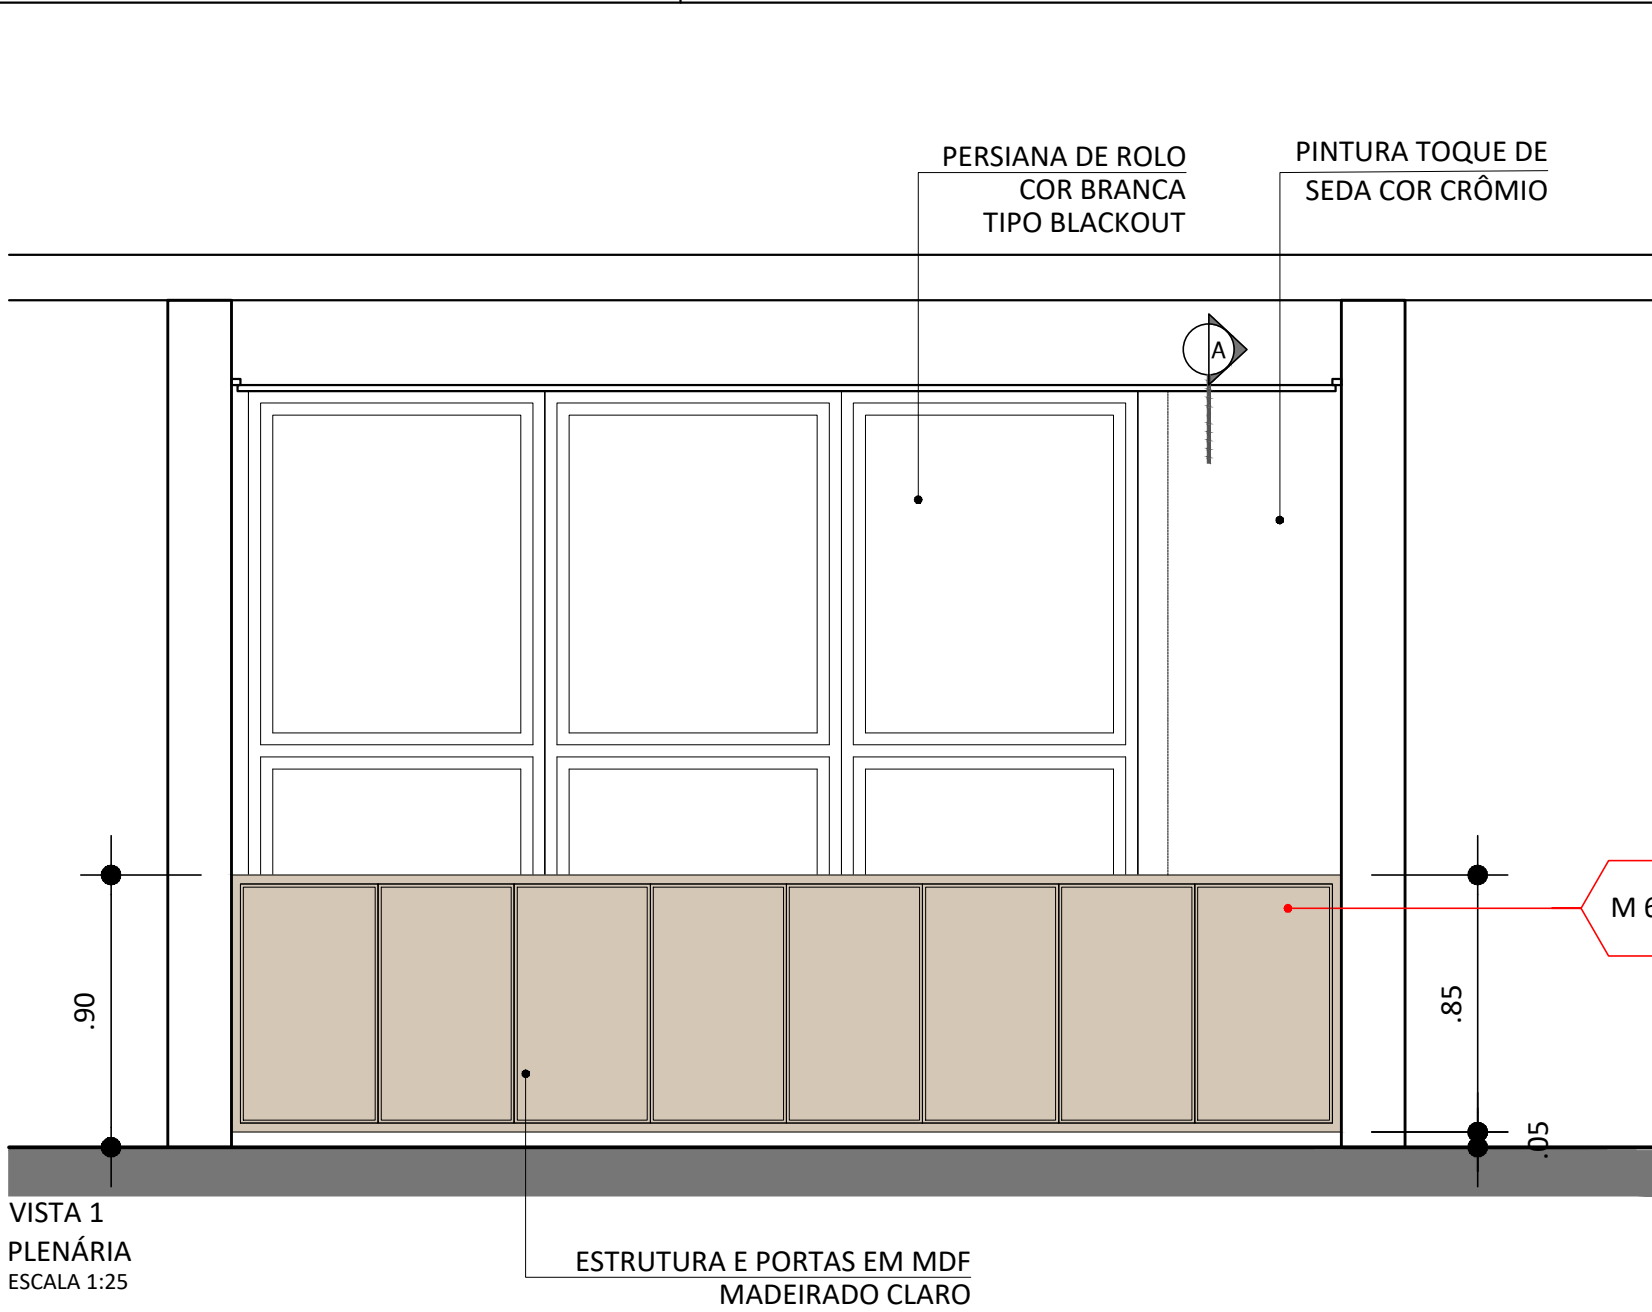 PERSIANA DE ROLO
COR BRANCA
TIPO BLACKOUT
PINTURA TOQUE DE
SEDA COR CRÔMIO
A
M 6
.90
.85
.05
VISTA 1
PLENÁRIA
ESCALA 1:25
ESTRUTURA E PORTAS EM MDF
MADEIRADO CLARO